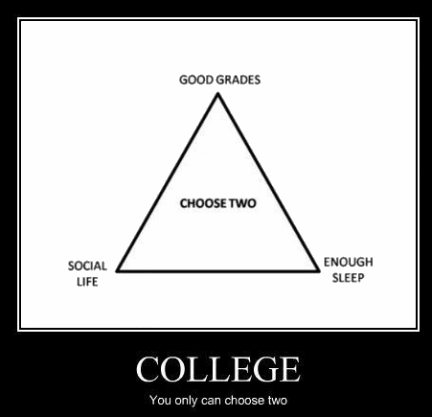 GOOD GRADES
CHOOSE TWO
SOCIAL
LIFE
ENOUGH
SLEEP
COLLEGE
You only can choose two